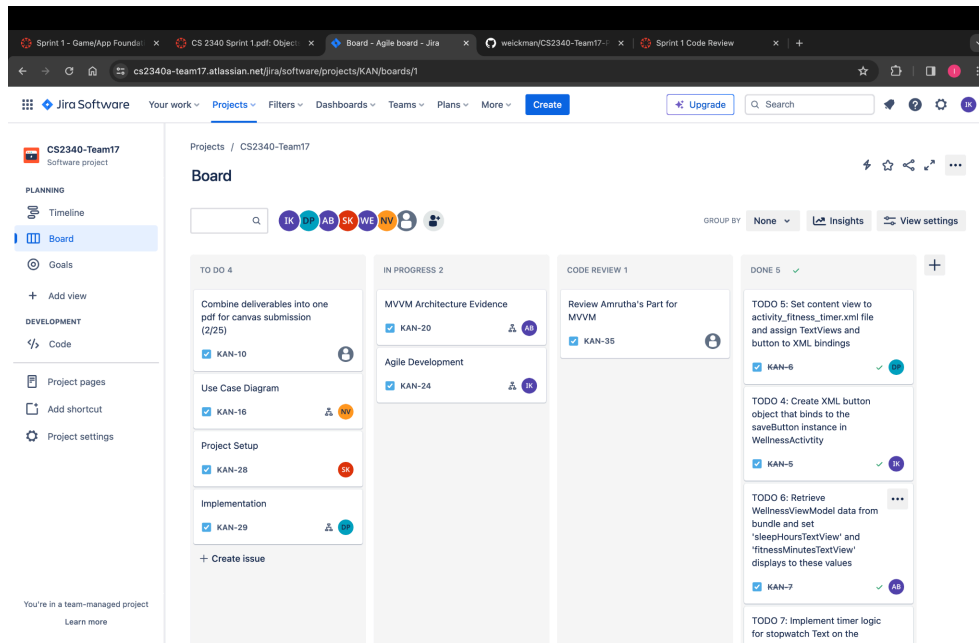 Sprint 1 - Game/App Foundati
CS 2340 Sprint 1.pdf: Objects
Board - Agile board - Jira
weickman/CS2340-Team17-F
Sprint 1 Code Review
cs2340a-team17.atlassian.net/jira/software/projects/KAN/boards/1
Jira Software
Your work
Projects
Filters
Dashboards
Teams
Plans
More
Create
Upgrade
Search
IK
CS2340-Team17
Software project
PLANNING
Timeline
Board
Goals
Add view
DEVELOPMENT
Code
Project pages
Add shortcut
Project settings
You're in a team-managed project
Learn more
Projects / CS2340-Team17
Board
IK DP AB SK WE NV
GROUP BY
None
Insights
View settings
TO DO 4
Combine deliverables into one
pdf for canvas submission
(2/25)
KAN-10
Use Case Diagram
KAN-16
NV
Project Setup
KAN-28
SK
Implementation
KAN-29
DP
+ Create issue
IN PROGRESS 2
MVVM Architecture Evidence
KAN-20
AB
Agile Development
KAN-24
IK
CODE REVIEW 1
Review Amrutha's Part for
MVVM
KAN-35
DONE 5
TODO 5: Set content view to
activity_fitness_timer.xml file
and assign TextViews and
button to XML bindings
KAN-6
DP
TODO 4: Create XML button
object that binds to the
saveButton instance in
WellnessActivtity
KAN-5
IK
TODO 6: Retrieve
WellnessViewModel data from
bundle and set
'sleepHoursTextView' and
'fitnessMinutesTextView'
displays to these values
KAN-7
AB
TODO 7: Implement timer logic
for stopwatch Text on the